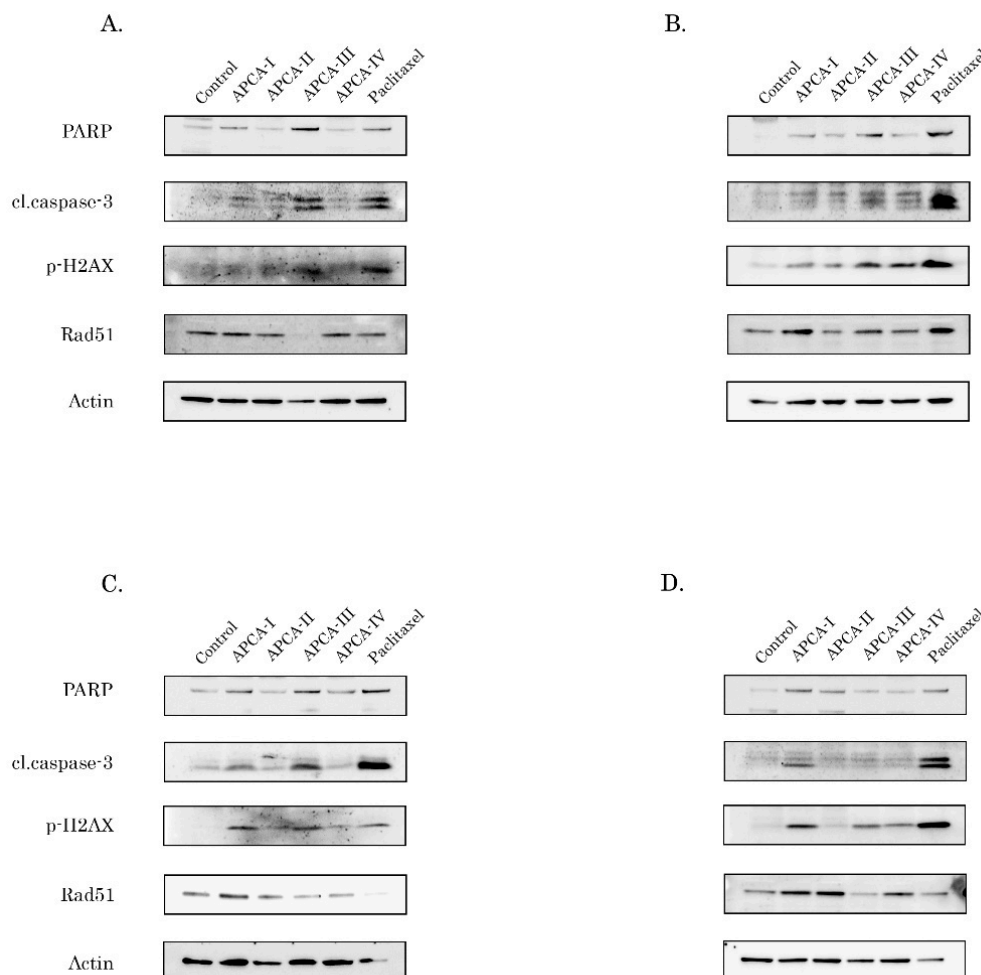 A.
Control APCA-I APCA-II APCA-III APCA-IV Paclitaxel
PARP
cl.caspase-3
p-H2AX
Rad51
Actin
B.
Control APCA-I APCA-II APCA-III APCA-IV Paclitaxel
C.
Control APCA-I APCA-II APCA-III APCA-IV Paclitaxel
PARP
cl.caspase-3
p-H2AX
Rad51
Actin
D.
Control APCA-I APCA-II APCA-III APCA-IV Paclitaxel